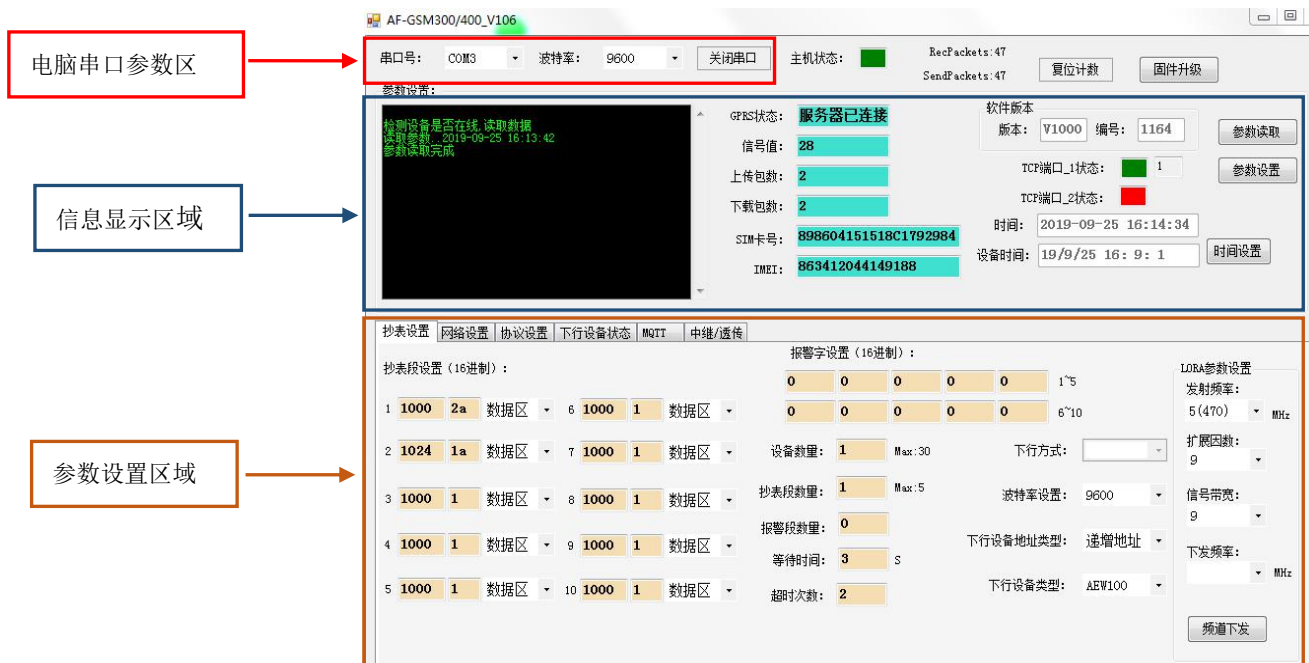 AF-GSM300/400_V106
电脑串口参数区
串口号: COM3 波特率: 9600 关闭串口 主机状态: RecPackets:47
SendPackets:47 复位计数 固件升级
参数设置:
检测设备是否在线,读取数据
读取参数..2019-09-25 16:13:42
参数读取完成
信息显示区域
GPRS状态: 服务器已连接
信号值: 28
上传包数: 2
下载包数: 2
SIM卡号: 898604151518C1792984
IMEI: 863412044149188
软件版本
版本: V1000 编号: 1164
参数读取
TCP端口_1状态: 1
参数设置
TCP端口_2状态:
时间: 2019-09-25 16:14:34
设备时间: 19/9/25 16: 9: 1
时间设置
抄表设置 网络设置 协议设置 下行设备状态 MQTT 中继/透传
参数设置区域
抄表段设置(16进制):
1 1000 2a 数据区 6 1000 1 数据区
2 1024 1a 数据区 7 1000 1 数据区
3 1000 1 数据区 8 1000 1 数据区
4 1000 1 数据区 9 1000 1 数据区
5 1000 1 数据区 10 1000 1 数据区
报警字设置(16进制):
0 0 0 0 0 1~5
0 0 0 0 0 6~10
设备数量: 1 Max:30
抄表段数量: 1 Max:5
报警段数量: 0
等待时间: 3 S
超时次数: 2
下行方式:
波特率设置: 9600
下行设备地址类型: 递增地址
下行设备类型: AEW100
LORA参数设置
发射频率:
5(470) MHz
扩展因数:
9
信号带宽:
9
下发频率:
MHz
频道下发